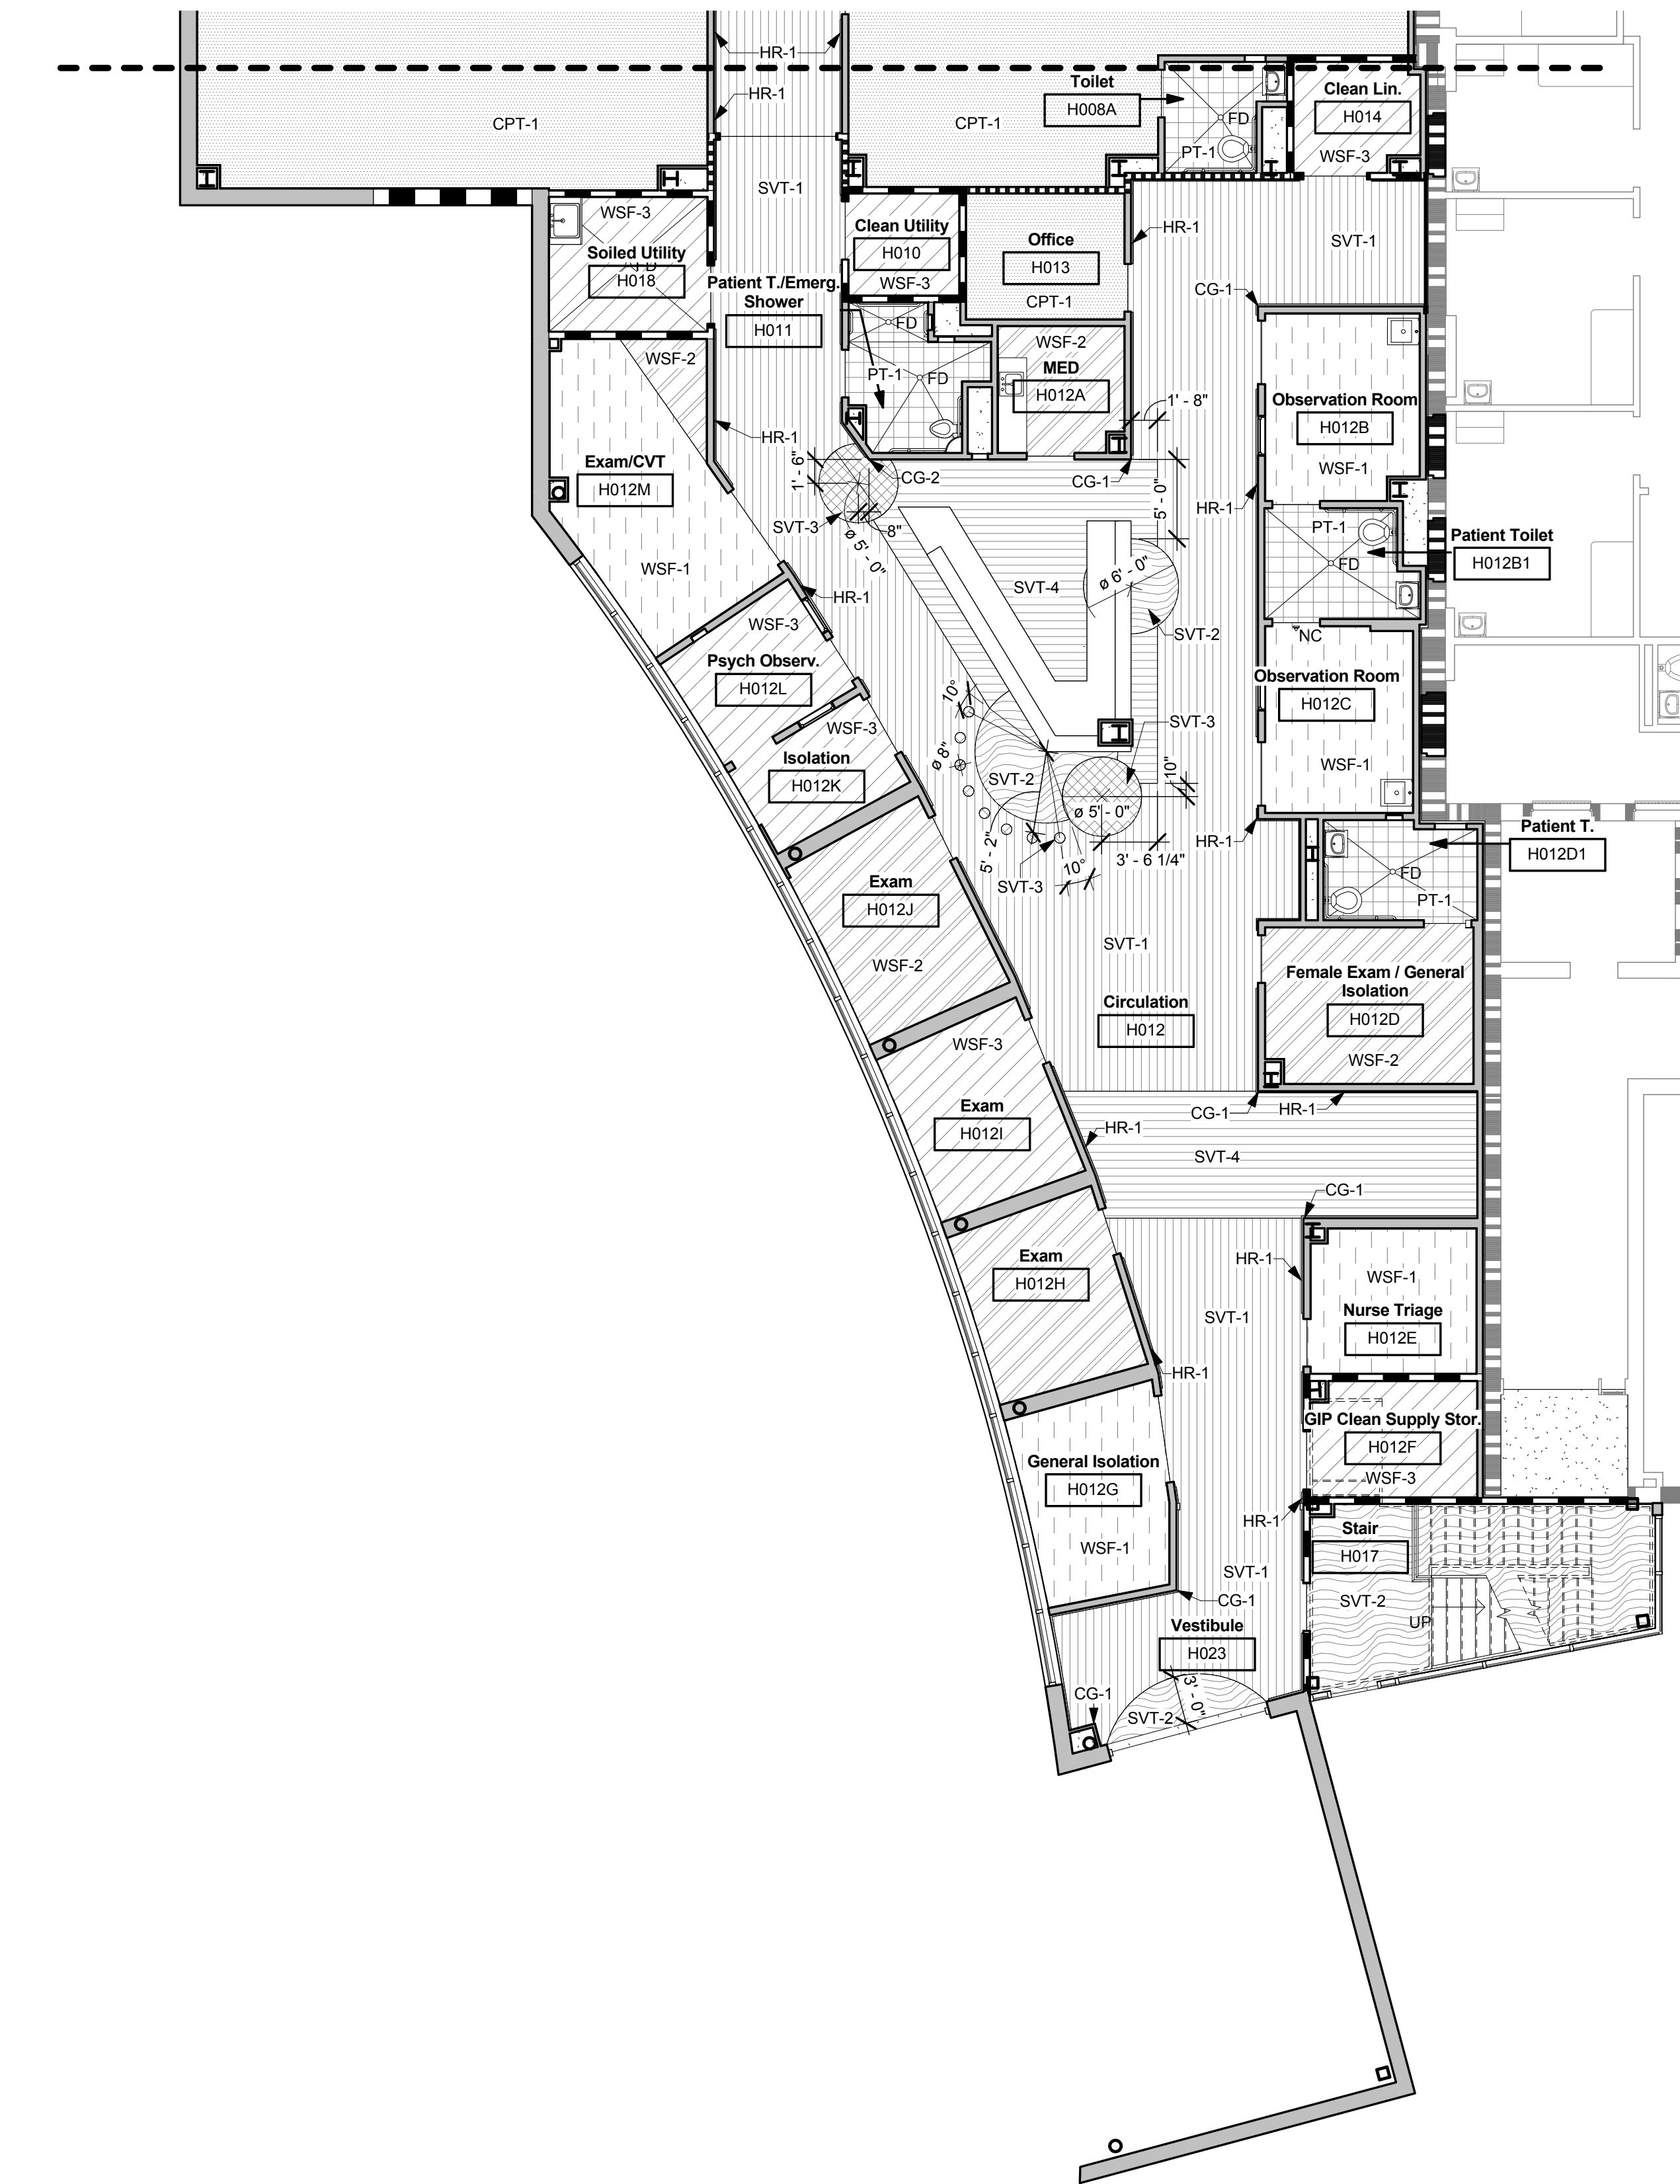 HR-1
HR-1
CPT-1
CPT-1
Toilet
H008A
FD
PT-1
Clean Lin.
H014
WSF-3
SVT-1
WSF-3
Soiled Utility
FD
H018
Clean Utility
H010
WSF-3
Office
H013
CPT-1
HR-1
SVT-1
Patient T./Emerg.
Shower
H011
CG-1
FD
PT-1
FD
WSF-2
MED
H012A
1' - 8"
Observation Room
H012B
WSF-1
WSF-2
HR-1
Exam/CVT
H012M
WSF-1
1' - 6"
CG-2
CG-1
5' - 0"
HR-1
SVT-3
8"
ø 5' - 0"
PT-1
FD
Patient Toilet
H012B1
SVT-4
ø 6' - 0"
HR-1
SVT-2
NC
WSF-3
Psych Observ.
H012L
Observation Room
H012C
WSF-1
10°
SVT-3
WSF-3
Isolation
H012K
ø 8"
SVT-2
10"
ø 5' - 0"
HR-1
5' - 2"
3' - 6 1/4"
10°
SVT-3
Patient T.
H012D1
FD
PT-1
Exam
H012J
WSF-2
SVT-1
Circulation
H012
Female Exam / General
Isolation
H012D
WSF-2
WSF-3
Exam
H012I
CG-1
HR-1
HR-1
SVT-4
CG-1
Exam
H012H
HR-1
WSF-1
Nurse Triage
H012E
SVT-1
HR-1
GIP Clean Supply Stor.
H012F
WSF-3
General Isolation
H012G
WSF-1
HR-1
Stair
H017
SVT-1
SVT-2
UP
CG-1
Vestibule
H023
CG-1
SVT-2
3' - 0"